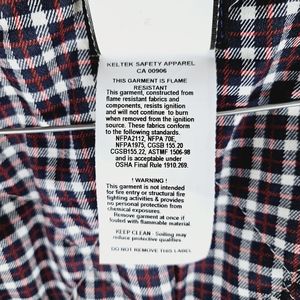 KELTEK SAFETY APPAREL
CA 00906
THIS GARMENT IS FLAME
RESISTANT
This garment, constructed from
flame resistant fabrics and
components, resists ignition
and will not continue to burn
when removed from the ignition
source. These fabrics conform
to the following standards.
NFPA2112, NFPA 70E,
NFPA1975, CGSB 155.20
CGSB155.22, ASTMF 1506-98
and is acceptable under
OSHA Final Rule 1910.269.
! WARNING !
This garment is not intended
for fire entry or structural fire
fighting activities & provides
no personal protection from
chemical exposures.
Remove garment at once if
fouled with flammable material
KEEP CLEAN - Soiling may
reduce protective qualities
DO NOT REMOVE THIS LABEL